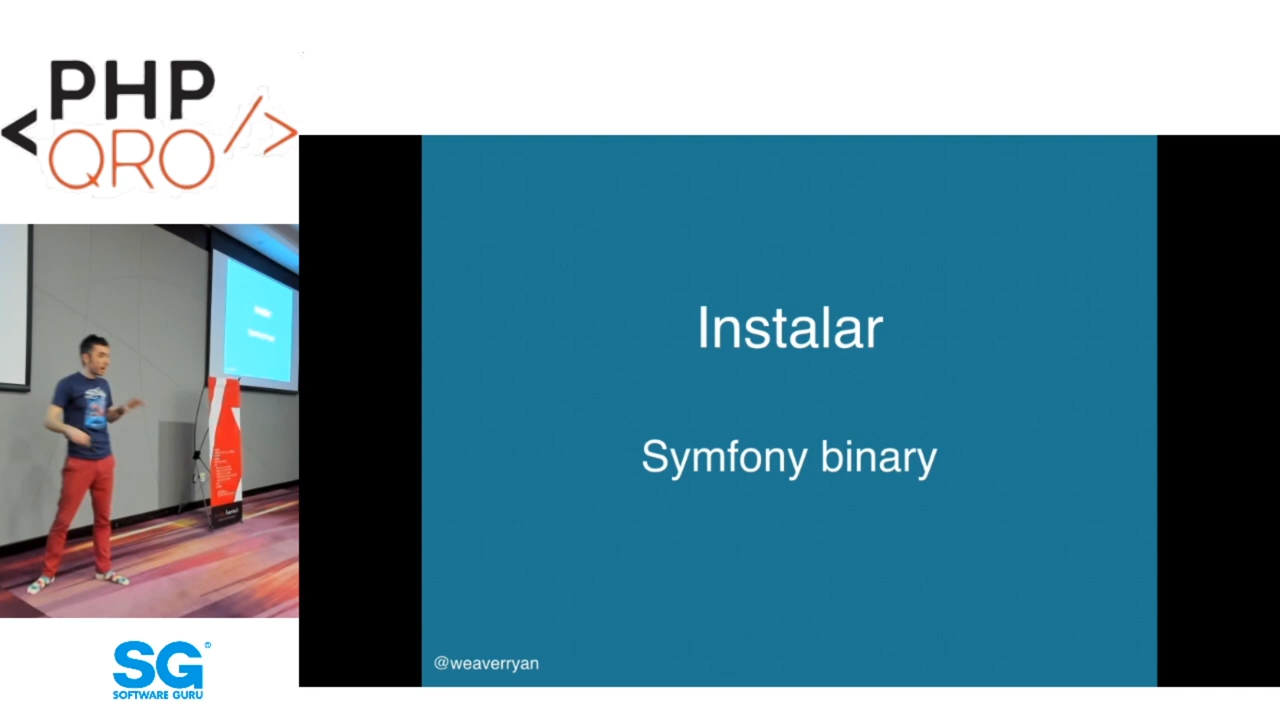 PHP
< QRO />
Instalar
Symfony binary
@weaverryan
SG®
SOFTWARE GURU